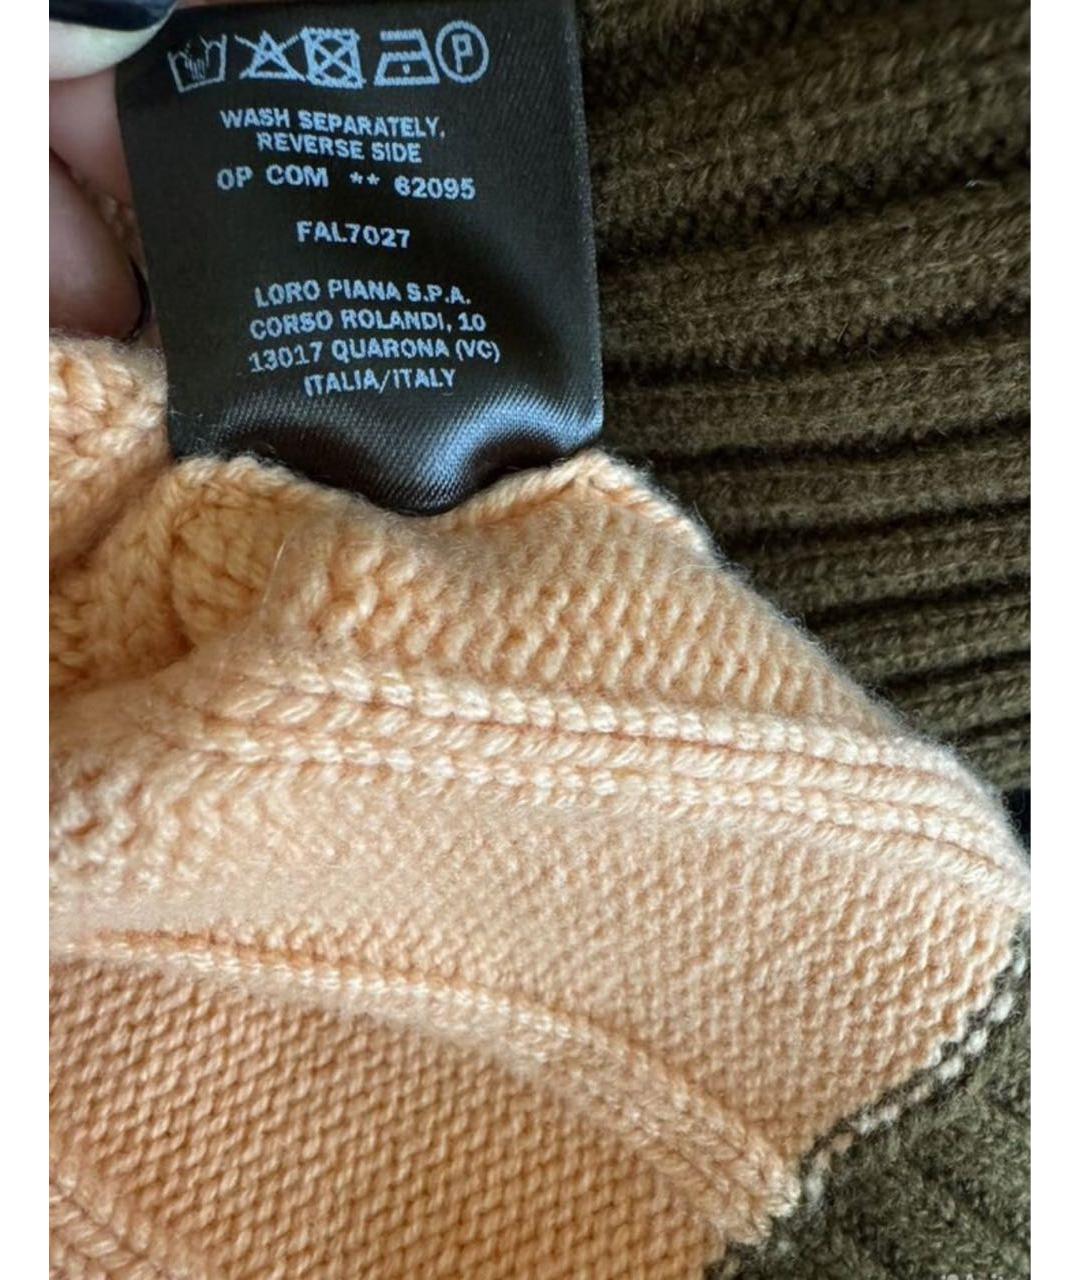 P
WASH SEPARATELY.
REVERSE SIDE
OP COM ** 62095
FAL7027
LORO PIANA S.P.A.
CORSO ROLANDI, 10
13017 QUARONA (VC)
ITALIA/ITALY